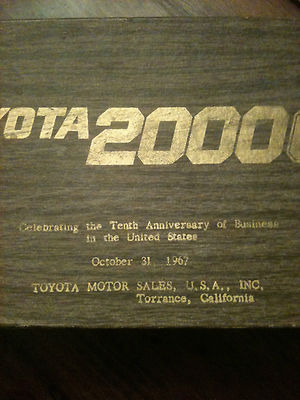 YOTA 2000
Celebrating the Tenth Anniversary of Business
in the United States
October 31, 1967
TOYOTA MOTOR SALES, U.S.A., INC.
Torrance, California